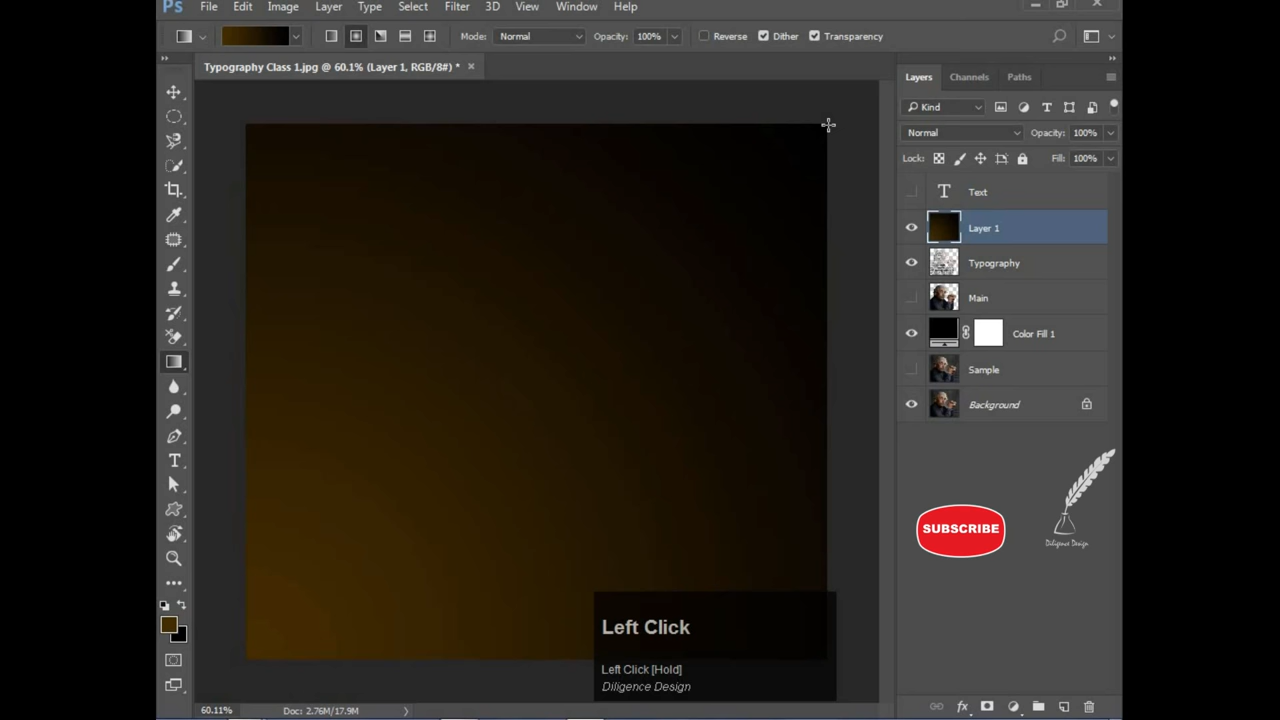 Ps File Edit Image Layer Type Select Filter 3D View Window Help
Mode: Normal Opacity: 100% Reverse Dither Transparency
Typography Class 1.jpg @ 60.1% (Layer 1, RGB/8#) *
Layers Channels Paths
Kind
Normal Opacity: 100%
Lock: Fill: 100%
T Text
Layer 1
Typography
Main
Color Fill 1
Sample
Background
SUBSCRIBE
Diligence Design
Left Click
Left Click [Hold]
Diligence Design
60.11% Doc: 2.76M/17.9M
fx